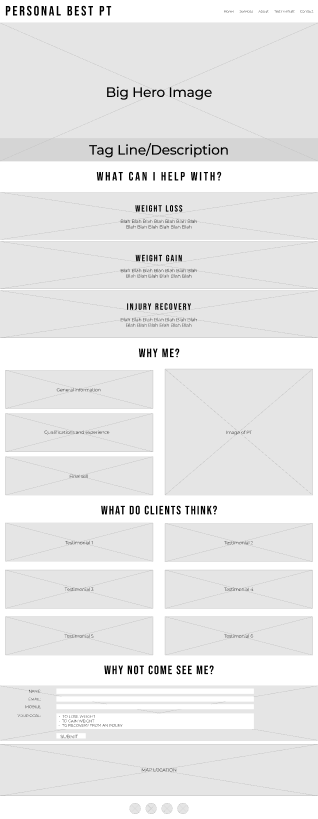 PERSONAL BEST PT
Home Services About Testimonials Contact
Big Hero Image
Tag Line/Description
WHAT CAN I HELP WITH?
WEIGHT LOSS
Blah Blah Blah Blah Blah Blah Blah
Blah Blah Blah Blah Blah Blah
WEIGHT GAIN
Blah Blah Blah Blah Blah Blah Blah
Blah Blah Blah Blah Blah Blah
INJURY RECOVERY
Blah Blah Blah Blah Blah Blah Blah
Blah Blah Blah Blah Blah Blah
WHY ME?
General Information
Qualifications and experience
Image of PT
WHAT DO CLIENTS THINK?
Testimonial 1
Testimonial 2
Testimonial 3
Testimonial 4
Testimonial 5
Testimonial 6
WHY NOT COME SEE ME?
NAME:
EMAIL:
MOBILE:
YOUR GOAL:
- TO LOSE WEIGHT
- TO GAIN WEIGHT
- TO RECOVERY FROM AN INJURY
SUBMIT
MAP LOCATION